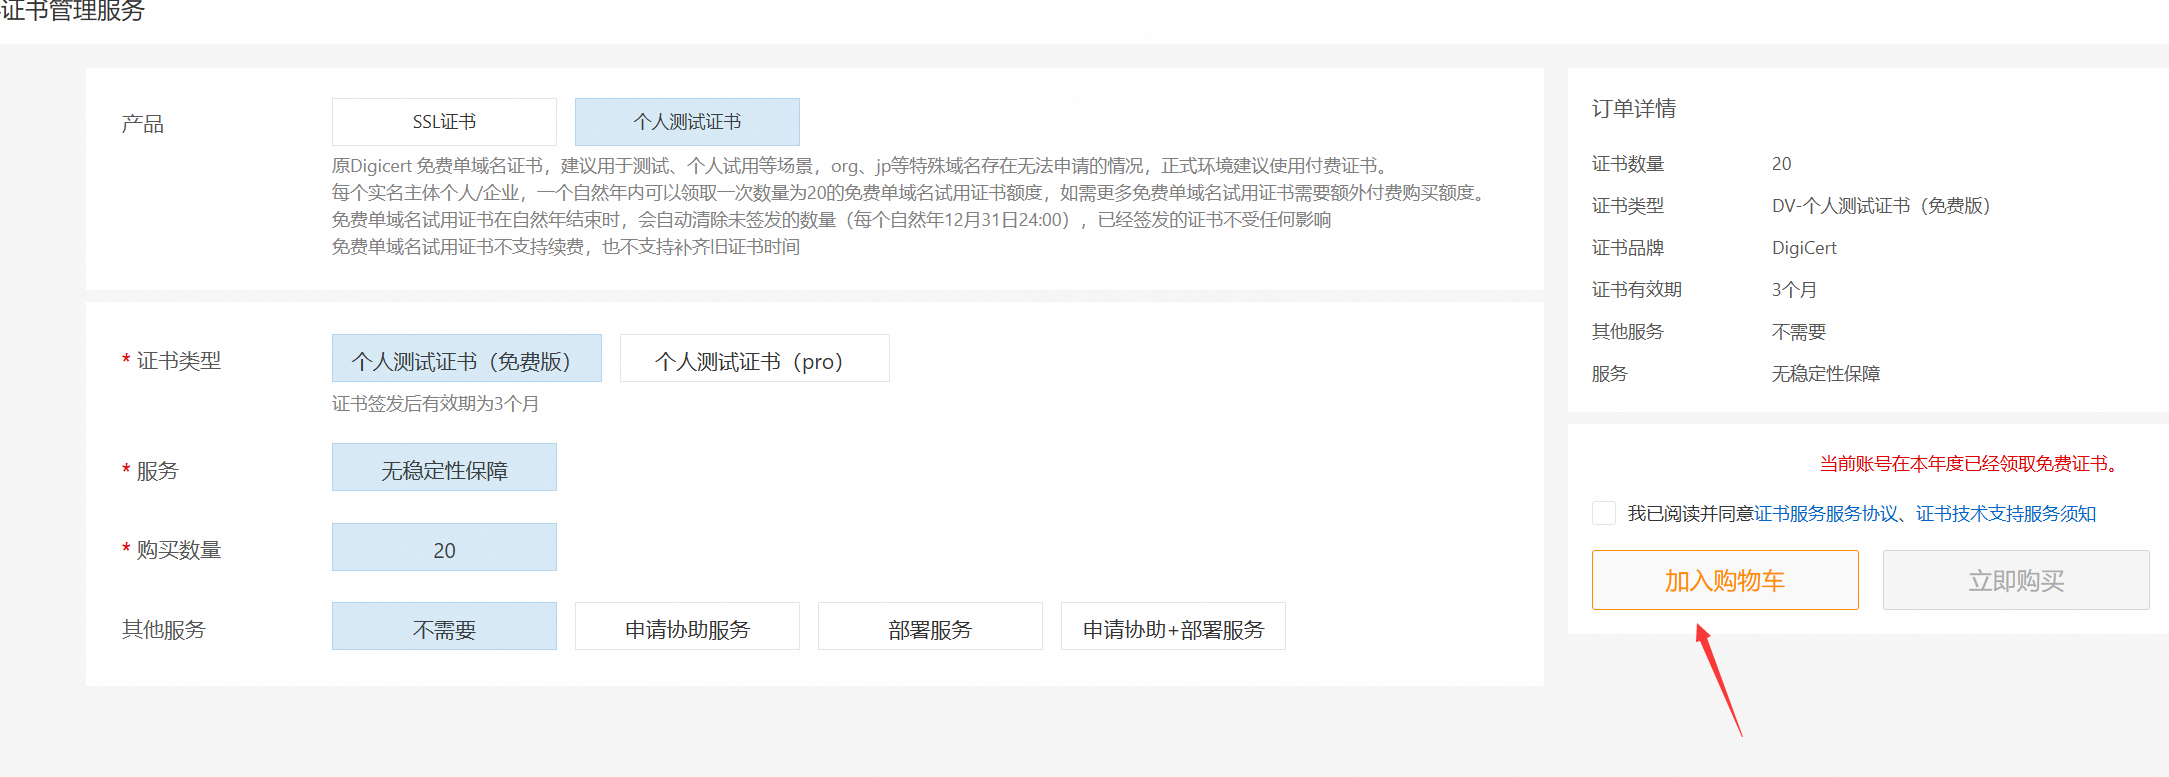 证书管理服务
产品
SSL证书
个人测试证书
原Digicert 免费单域名证书，建议用于测试、个人试用等场景，org、jp等特殊域名存在无法申请的情况，正式环境建议使用付费证书。
每个实名主体个人/企业，一个自然年内可以领取一次数量为20的免费单域名试用证书额度，如需更多免费单域名试用证书需要额外付费购买额度。
免费单域名试用证书在自然年结束时，会自动清除未签发的数量（每个自然年12月31日24:00），已经签发的证书不受任何影响
免费单域名试用证书不支持续费，也不支持补齐旧证书时间
* 证书类型
个人测试证书（免费版）
个人测试证书（pro）
证书签发后有效期为3个月
* 服务
无稳定性保障
* 购买数量
20
其他服务
不需要
申请协助服务
部署服务
申请协助+部署服务
订单详情
证书数量 20
证书类型 DV-个人测试证书（免费版）
证书品牌 DigiCert
证书有效期 3个月
其他服务 不需要
服务 无稳定性保障
当前账号在本年度已经领取免费证书。
我已阅读并同意证书服务服务协议、证书技术支持服务须知
加入购物车
立即购买